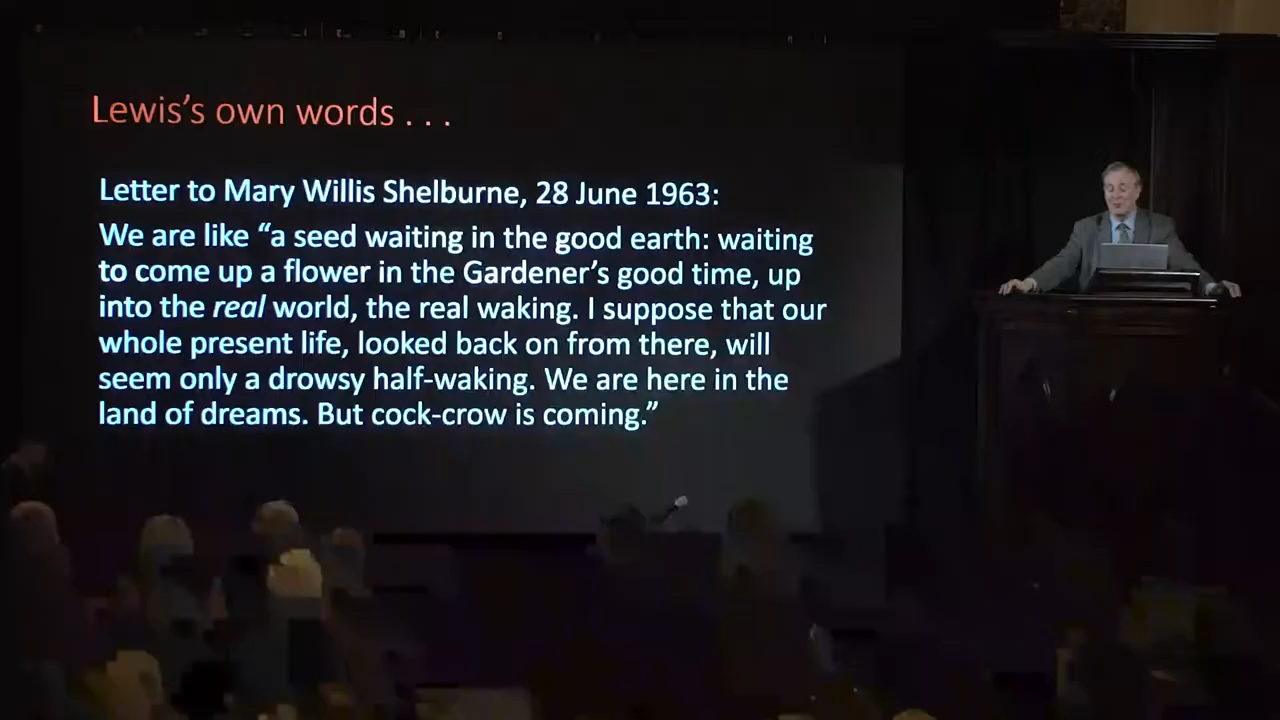 Lewis’s own words . . .
Letter to Mary Willis Shelburne, 28 June 1963:
We are like “a seed waiting in the good earth: waiting
to come up a flower in the Gardener’s good time, up
into the real world, the real waking. I suppose that our
whole present life, looked back on from there, will
seem only a drowsy half-waking. We are here in the
land of dreams. But cock-crow is coming.”